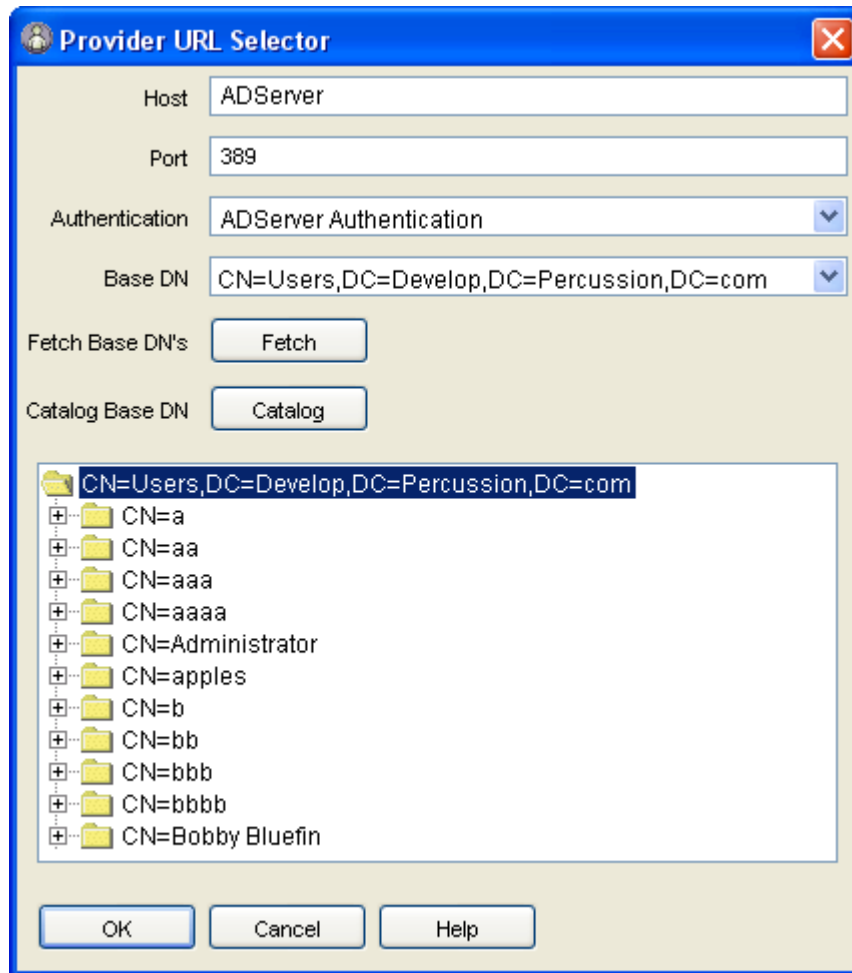 Provider URL Selector
Host ADServer
Port 389
Authentication ADServer Authentication
Base DN CN=Users,DC=Develop,DC=Percussion,DC=com
Fetch Base DN's Fetch
Catalog Base DN Catalog
CN=Users,DC=Develop,DC=Percussion,DC=com
CN=a
CN=aa
CN=aaa
CN=aaaa
CN=Administrator
CN=apples
CN=b
CN=bb
CN=bbb
CN=bbbb
CN=Bobby Bluefin
OK Cancel Help